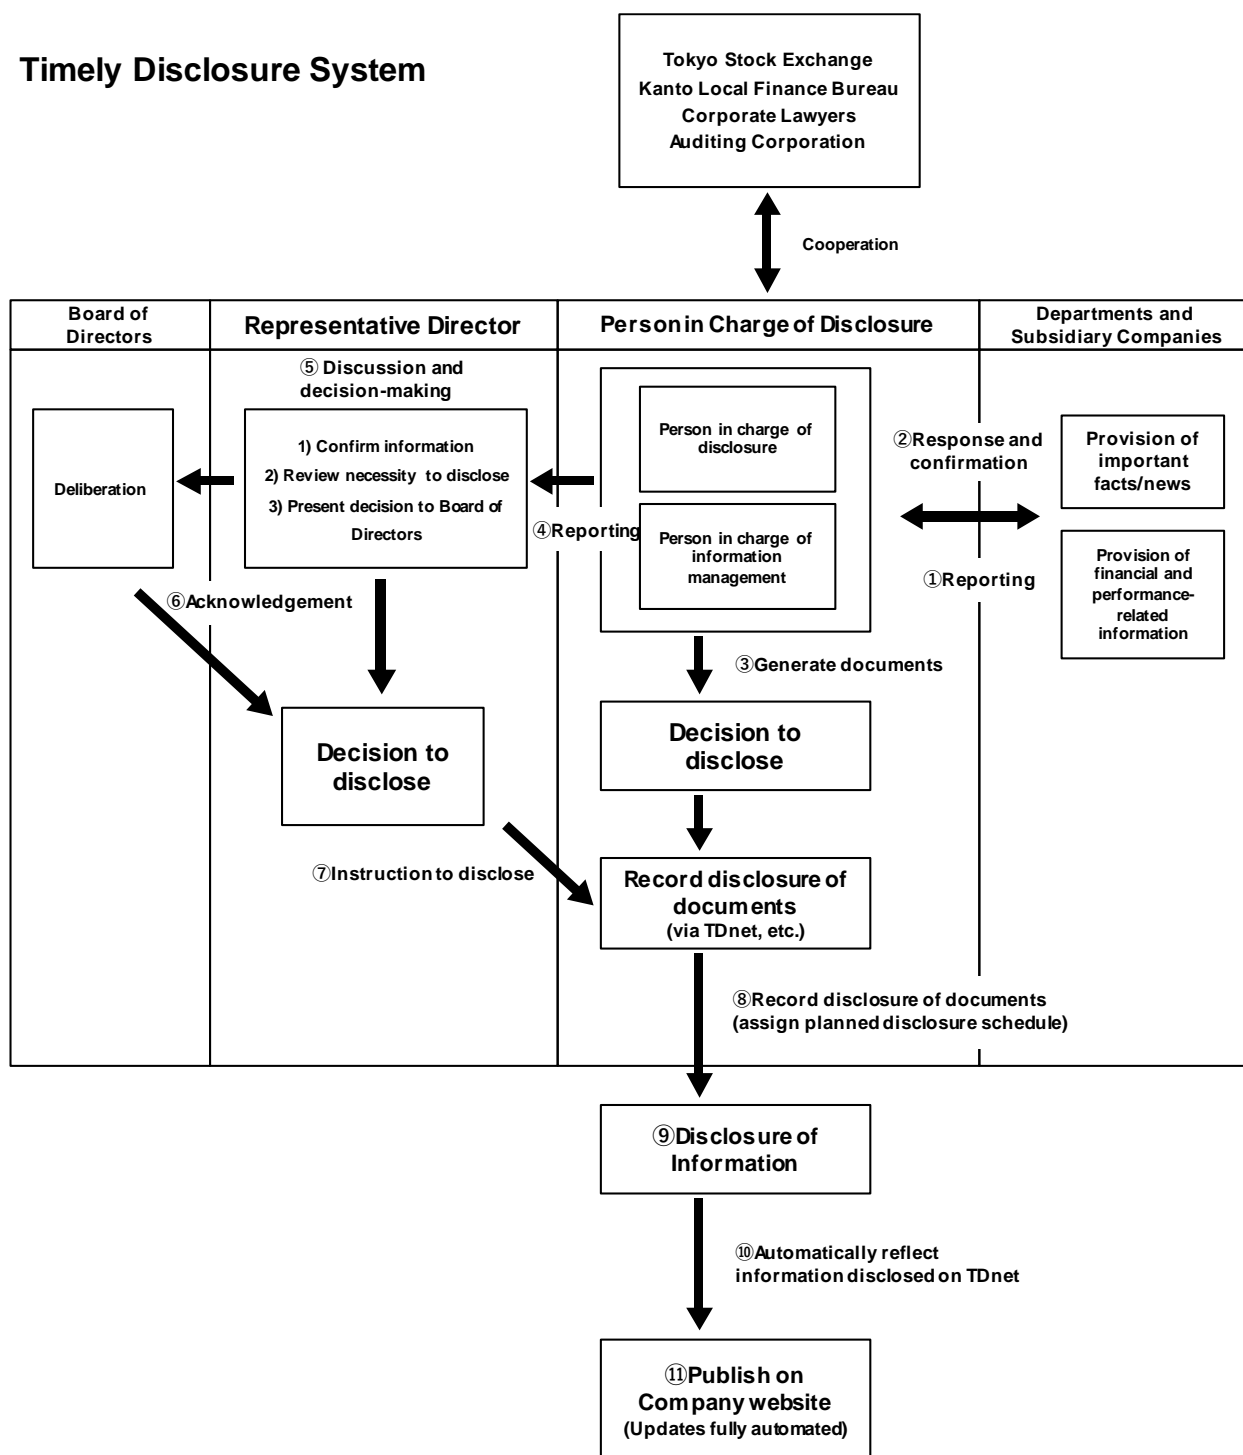 Timely Disclosure System
Tokyo Stock Exchange
Kanto Local Finance Bureau
Corporate Lawyers
Auditing Corporation
Cooperation
Board of
Directors
Representative Director
Person in Charge of Disclosure
Departments and
Subsidiary Companies
⑤ Discussion and
decision-making
Deliberation
1) Confirm information
2) Review necessity to disclose
3) Present decision to Board of
Directors
④Reporting
Person in charge of
disclosure
Person in charge of
information
management
②Response and
confirmation
①Reporting
Provision of
important
facts/news
Provision of
financial and
performance-
related
information
⑥Acknowledgement
③Generate documents
Decision to
disclose
Decision to
disclose
⑦Instruction to disclose
Record disclosure of
documents
(via TDnet, etc.)
⑧Record disclosure of documents
(assign planned disclosure schedule)
⑨Disclosure of
Information
⑩Automatically reflect
information disclosed on TDnet
⑪Publish on
Company website
(Updates fully automated)